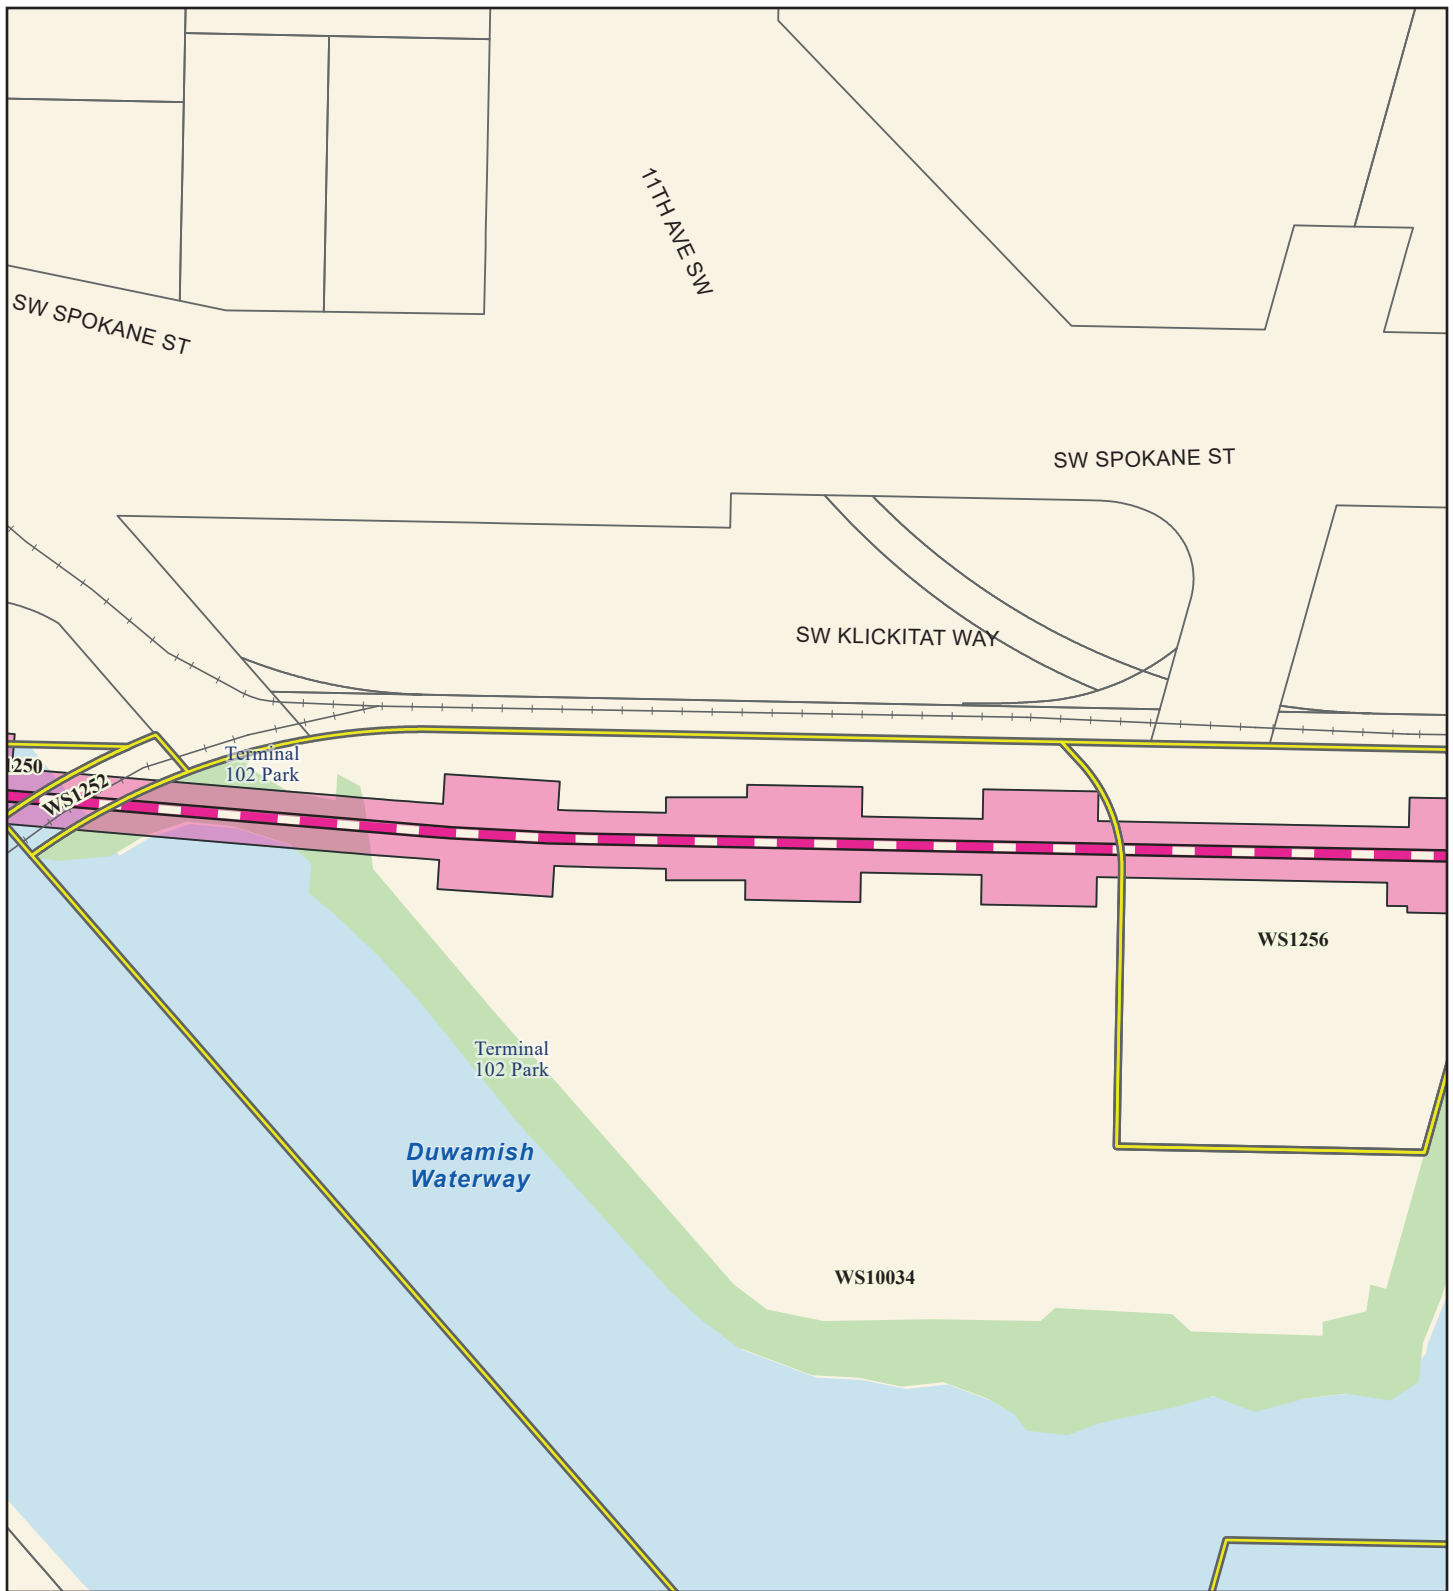 11TH AVE SW
SW SPOKANE ST
SW SPOKANE ST
SW KLICKITAT WAY
Terminal
102 Park
1250
WS1252
WS1256
Terminal
102 Park
Duwamish
Waterway
WS10034